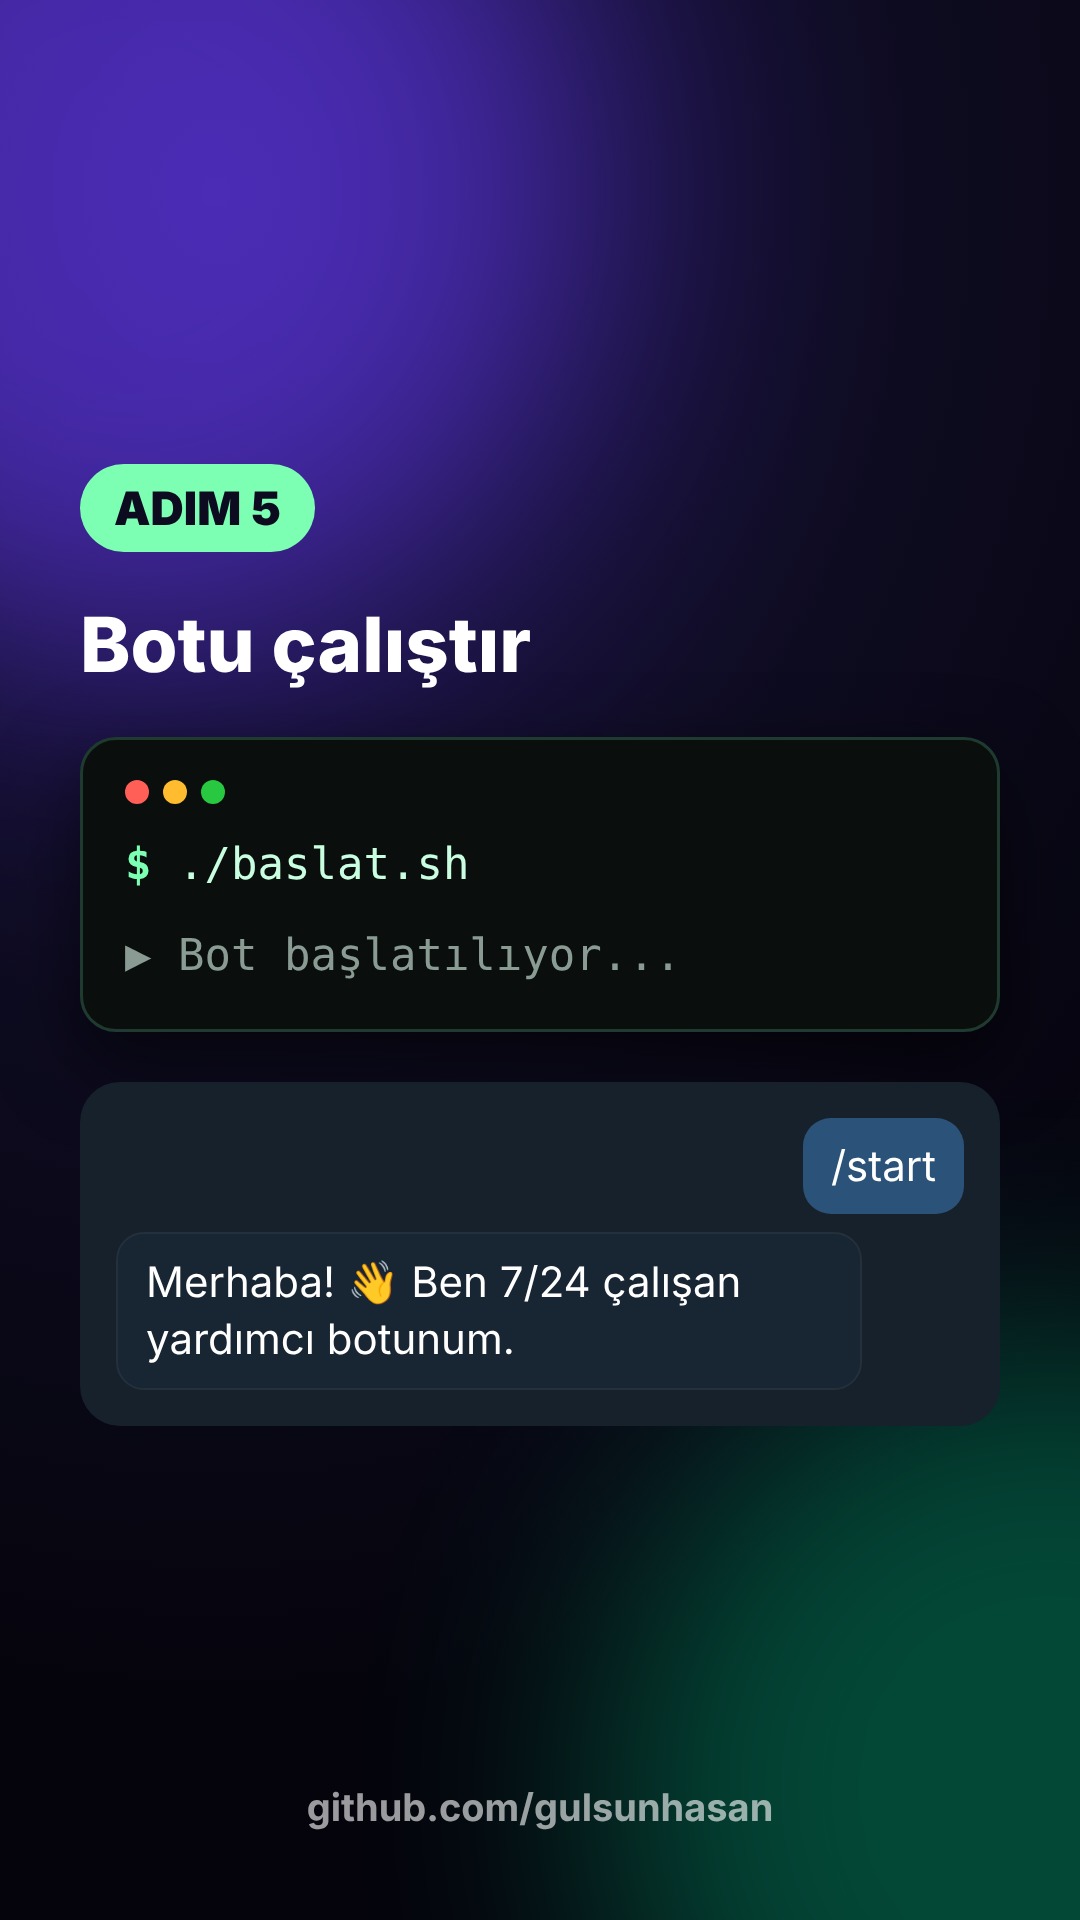 ADIM 5
Botu çalıştır
$ ./baslat.sh
▶ Bot başlatılıyor...
/start
Merhaba! 👋 Ben 7/24 çalışan
yardımcı botunum.
github.com/gulsunhasan